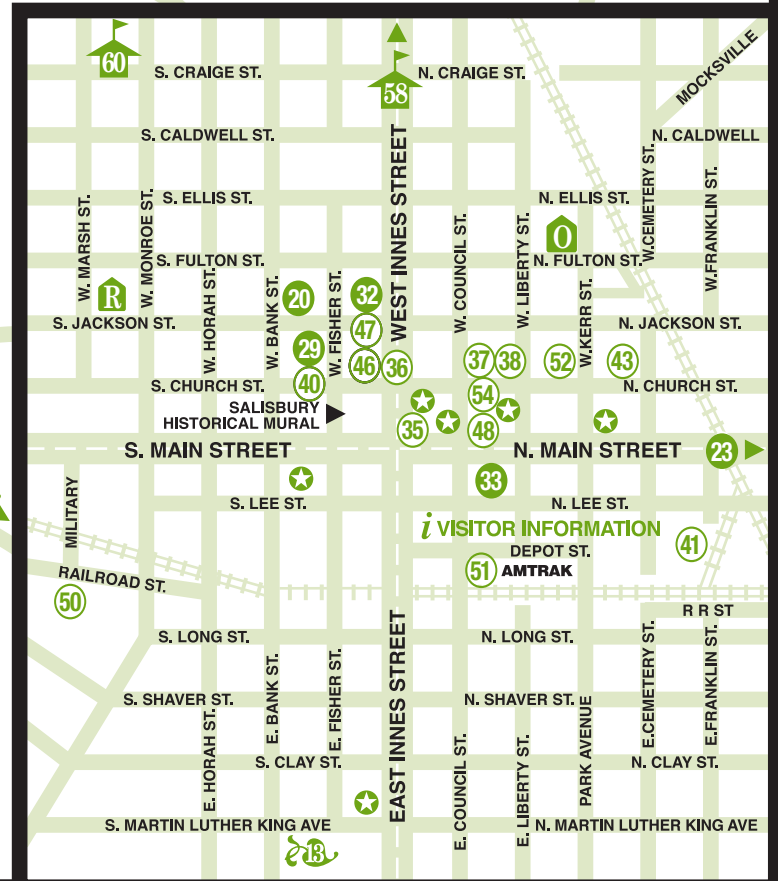 60
58
S. CRAIGE ST.
N. CRAIGE ST.
MOCKSVILLE
S. CALDWELL ST.
N. CALDWELL
WEST INNES STREET
S. ELLIS ST.
N. ELLIS ST.
W. MARSH ST.
W. MONROE ST.
W. HORAH ST.
W. BANK ST.
W. FISHER ST.
W. COUNCIL ST.
W. LIBERTY ST.
W.KERR ST.
W.CEMETERY ST.
W.FRANKLIN ST.
O
S. FULTON ST.
N. FULTON ST.
R
20
32
S. JACKSON ST.
47
N. JACKSON ST.
29
46
36
37
38
52
43
S. CHURCH ST.
40
54
N. CHURCH ST.
SALISBURY
HISTORICAL MURAL
35
48
S. MAIN STREET
N. MAIN STREET
23
33
MILITARY
S. LEE ST.
N. LEE ST.
i VISITOR INFORMATION
DEPOT ST.
41
51 AMTRAK
RAILROAD ST.
50
R R ST
S. LONG ST.
N. LONG ST.
EAST INNES STREET
S. SHAVER ST.
N. SHAVER ST.
E. HORAH ST.
E. BANK ST.
E. FISHER ST.
E. COUNCIL ST.
E. LIBERTY ST.
PARK AVENUE
E.CEMETERY ST.
E.FRANKLIN ST.
S. CLAY ST.
N. CLAY ST.
S. MARTIN LUTHER KING AVE
N. MARTIN LUTHER KING AVE
13